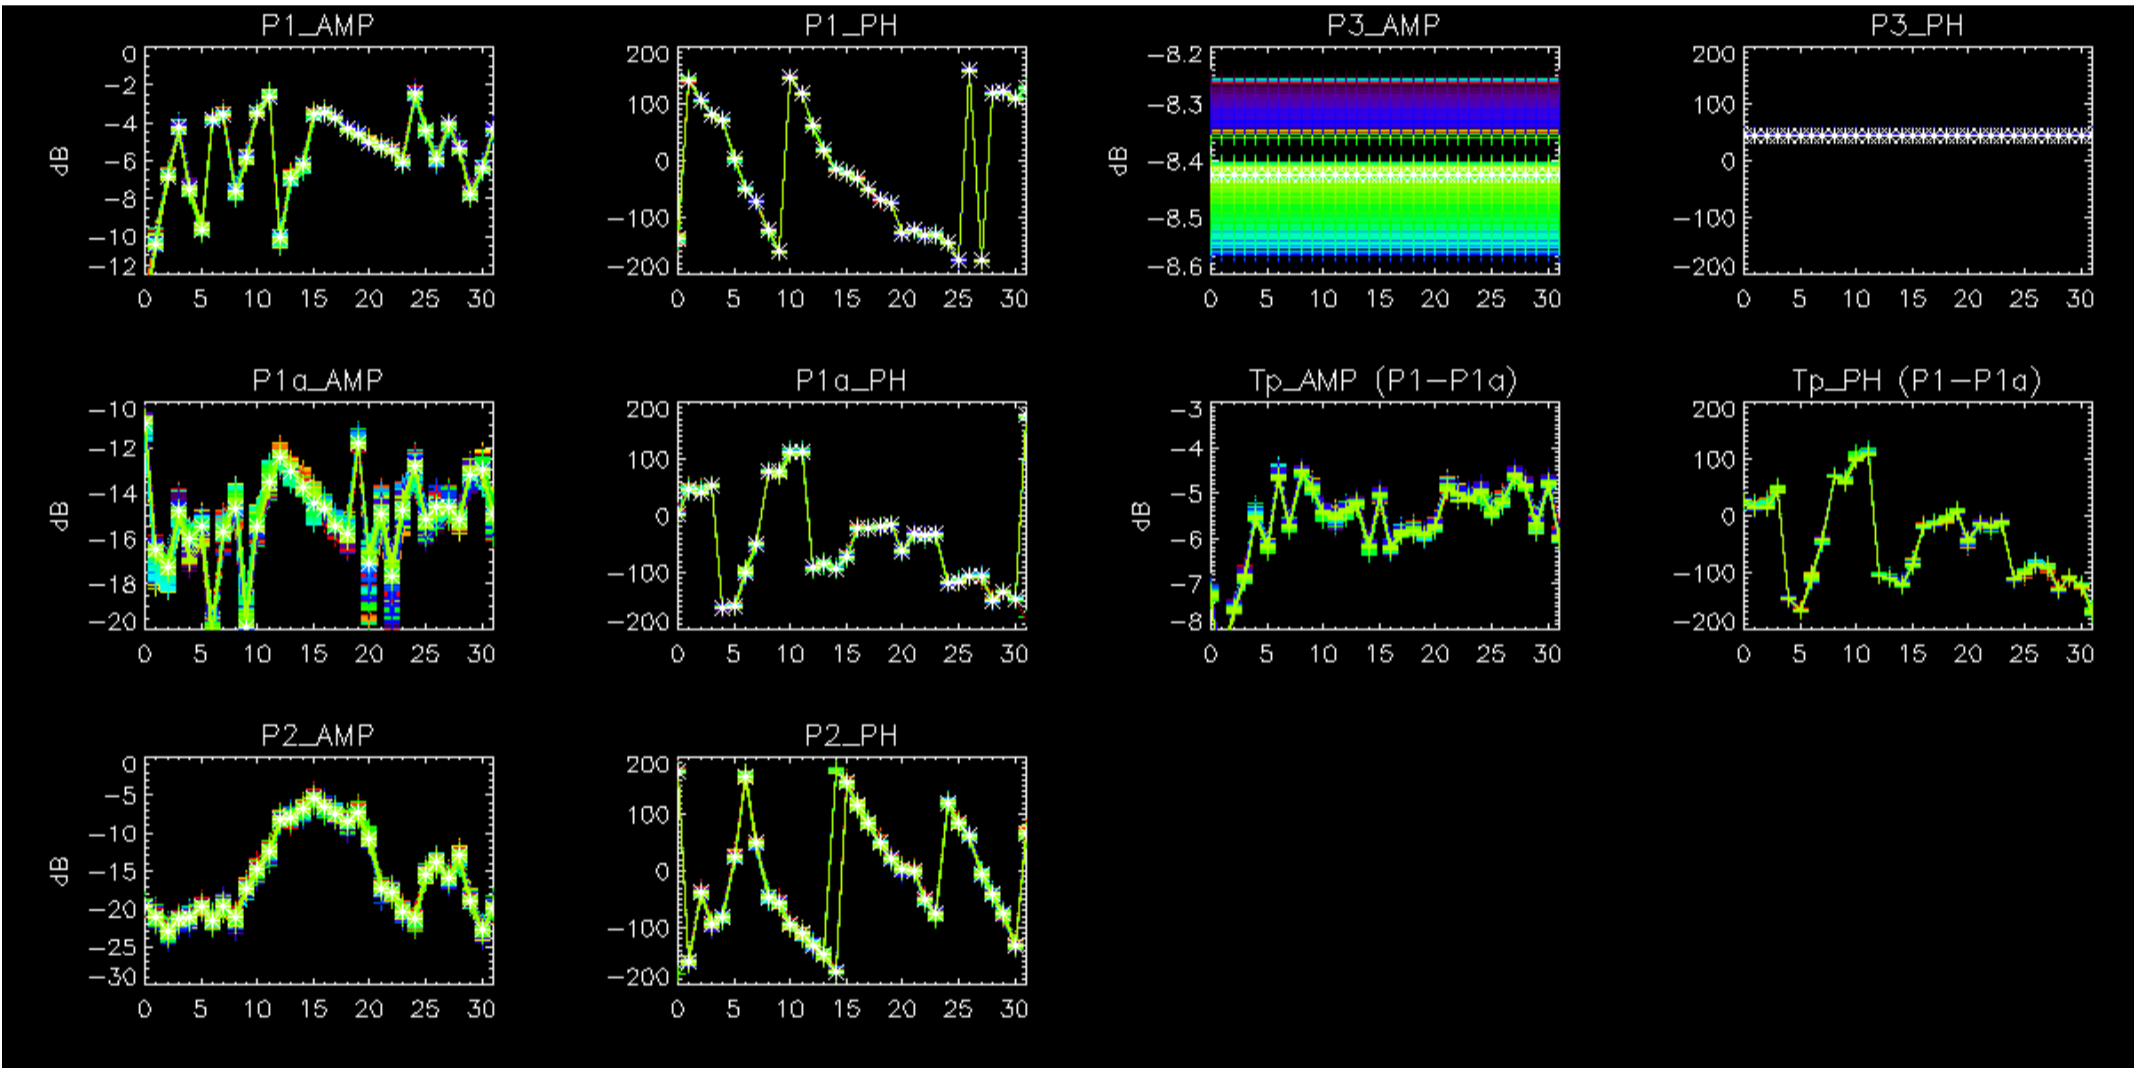 P1_AMP
P1_PH
P3_AMP
P3_PH
0
-2
-4
-6
-8
-10
-12
dB
0 5 10 15 20 25 30
200
100
0
-100
-200
0 5 10 15 20 25 30
-8.2
-8.3
-8.4
-8.5
-8.6
dB
0 5 10 15 20 25 30
200
100
0
-100
-200
0 5 10 15 20 25 30
P1a_AMP
P1a_PH
Tp_AMP (P1-P1a)
Tp_PH (P1-P1a)
-10
-12
-14
-16
-18
-20
dB
0 5 10 15 20 25 30
200
100
0
-100
-200
0 5 10 15 20 25 30
-3
-4
-5
-6
-7
-8
dB
0 5 10 15 20 25 30
200
100
0
-100
-200
0 5 10 15 20 25 30
P2_AMP
P2_PH
0
-5
-10
-15
-20
-25
-30
dB
0 5 10 15 20 25 30
200
100
0
-100
-200
0 5 10 15 20 25 30